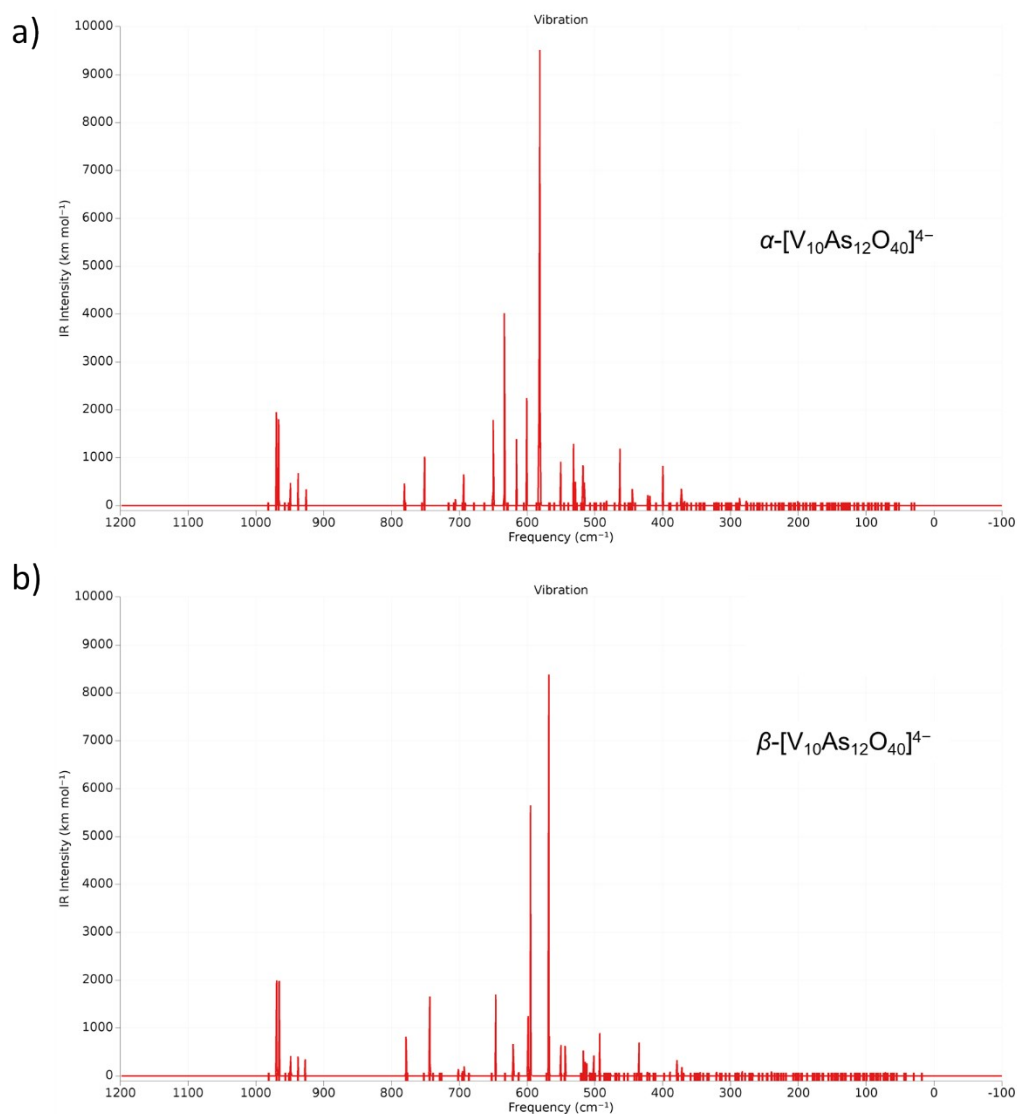 a)
Vibration
10000
9000
8000
7000
6000
5000
4000
3000
2000
1000
0
IR Intensity (km mol⁻¹)
α-[V₁₀As₁₂O₄₀]⁴⁻
1200 1100 1000 900 800 700 600 500 400 300 200 100 0 -100
Frequency (cm⁻¹)
b)
Vibration
10000
9000
8000
7000
6000
5000
4000
3000
2000
1000
0
IR Intensity (km mol⁻¹)
β-[V₁₀As₁₂O₄₀]⁴⁻
1200 1100 1000 900 800 700 600 500 400 300 200 100 0 -100
Frequency (cm⁻¹)